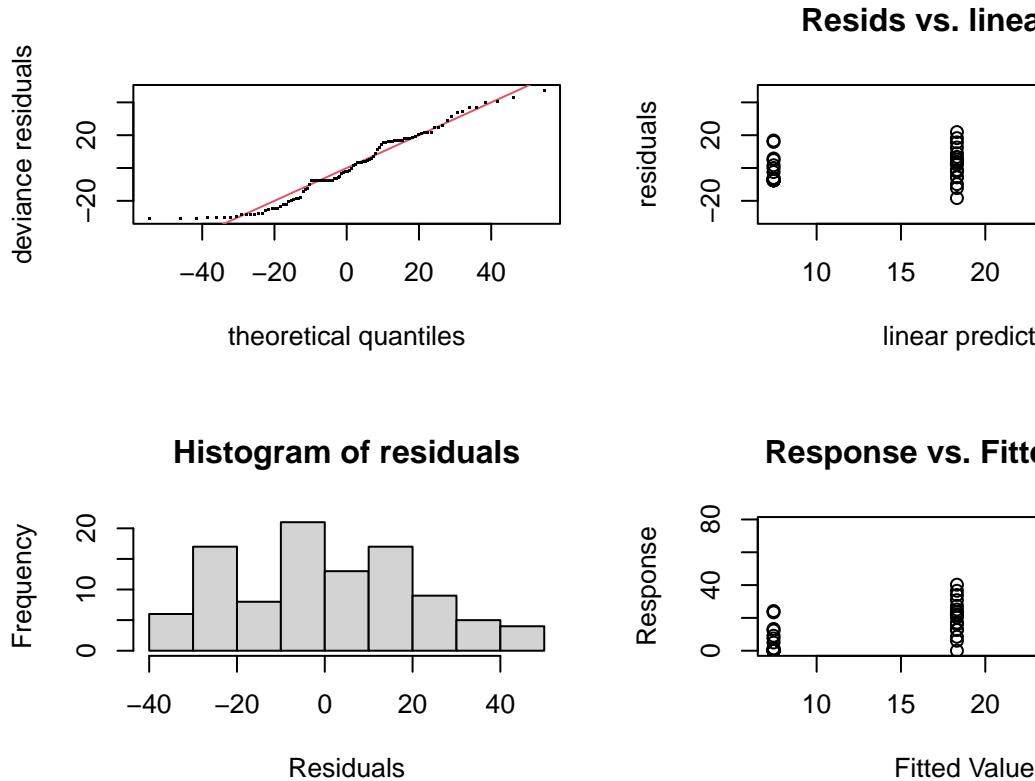 deviance residuals
20
−20
−40 −20 0 20 40
theoretical quantiles
Resids vs. linea
residuals
20
−20
10 15 20
linear predict
Histogram of residuals
Frequency
20
10
0
−40 −20 0 20 40
Residuals
Response vs. Fitte
Response
80
40
0
10 15 20
Fitted Value